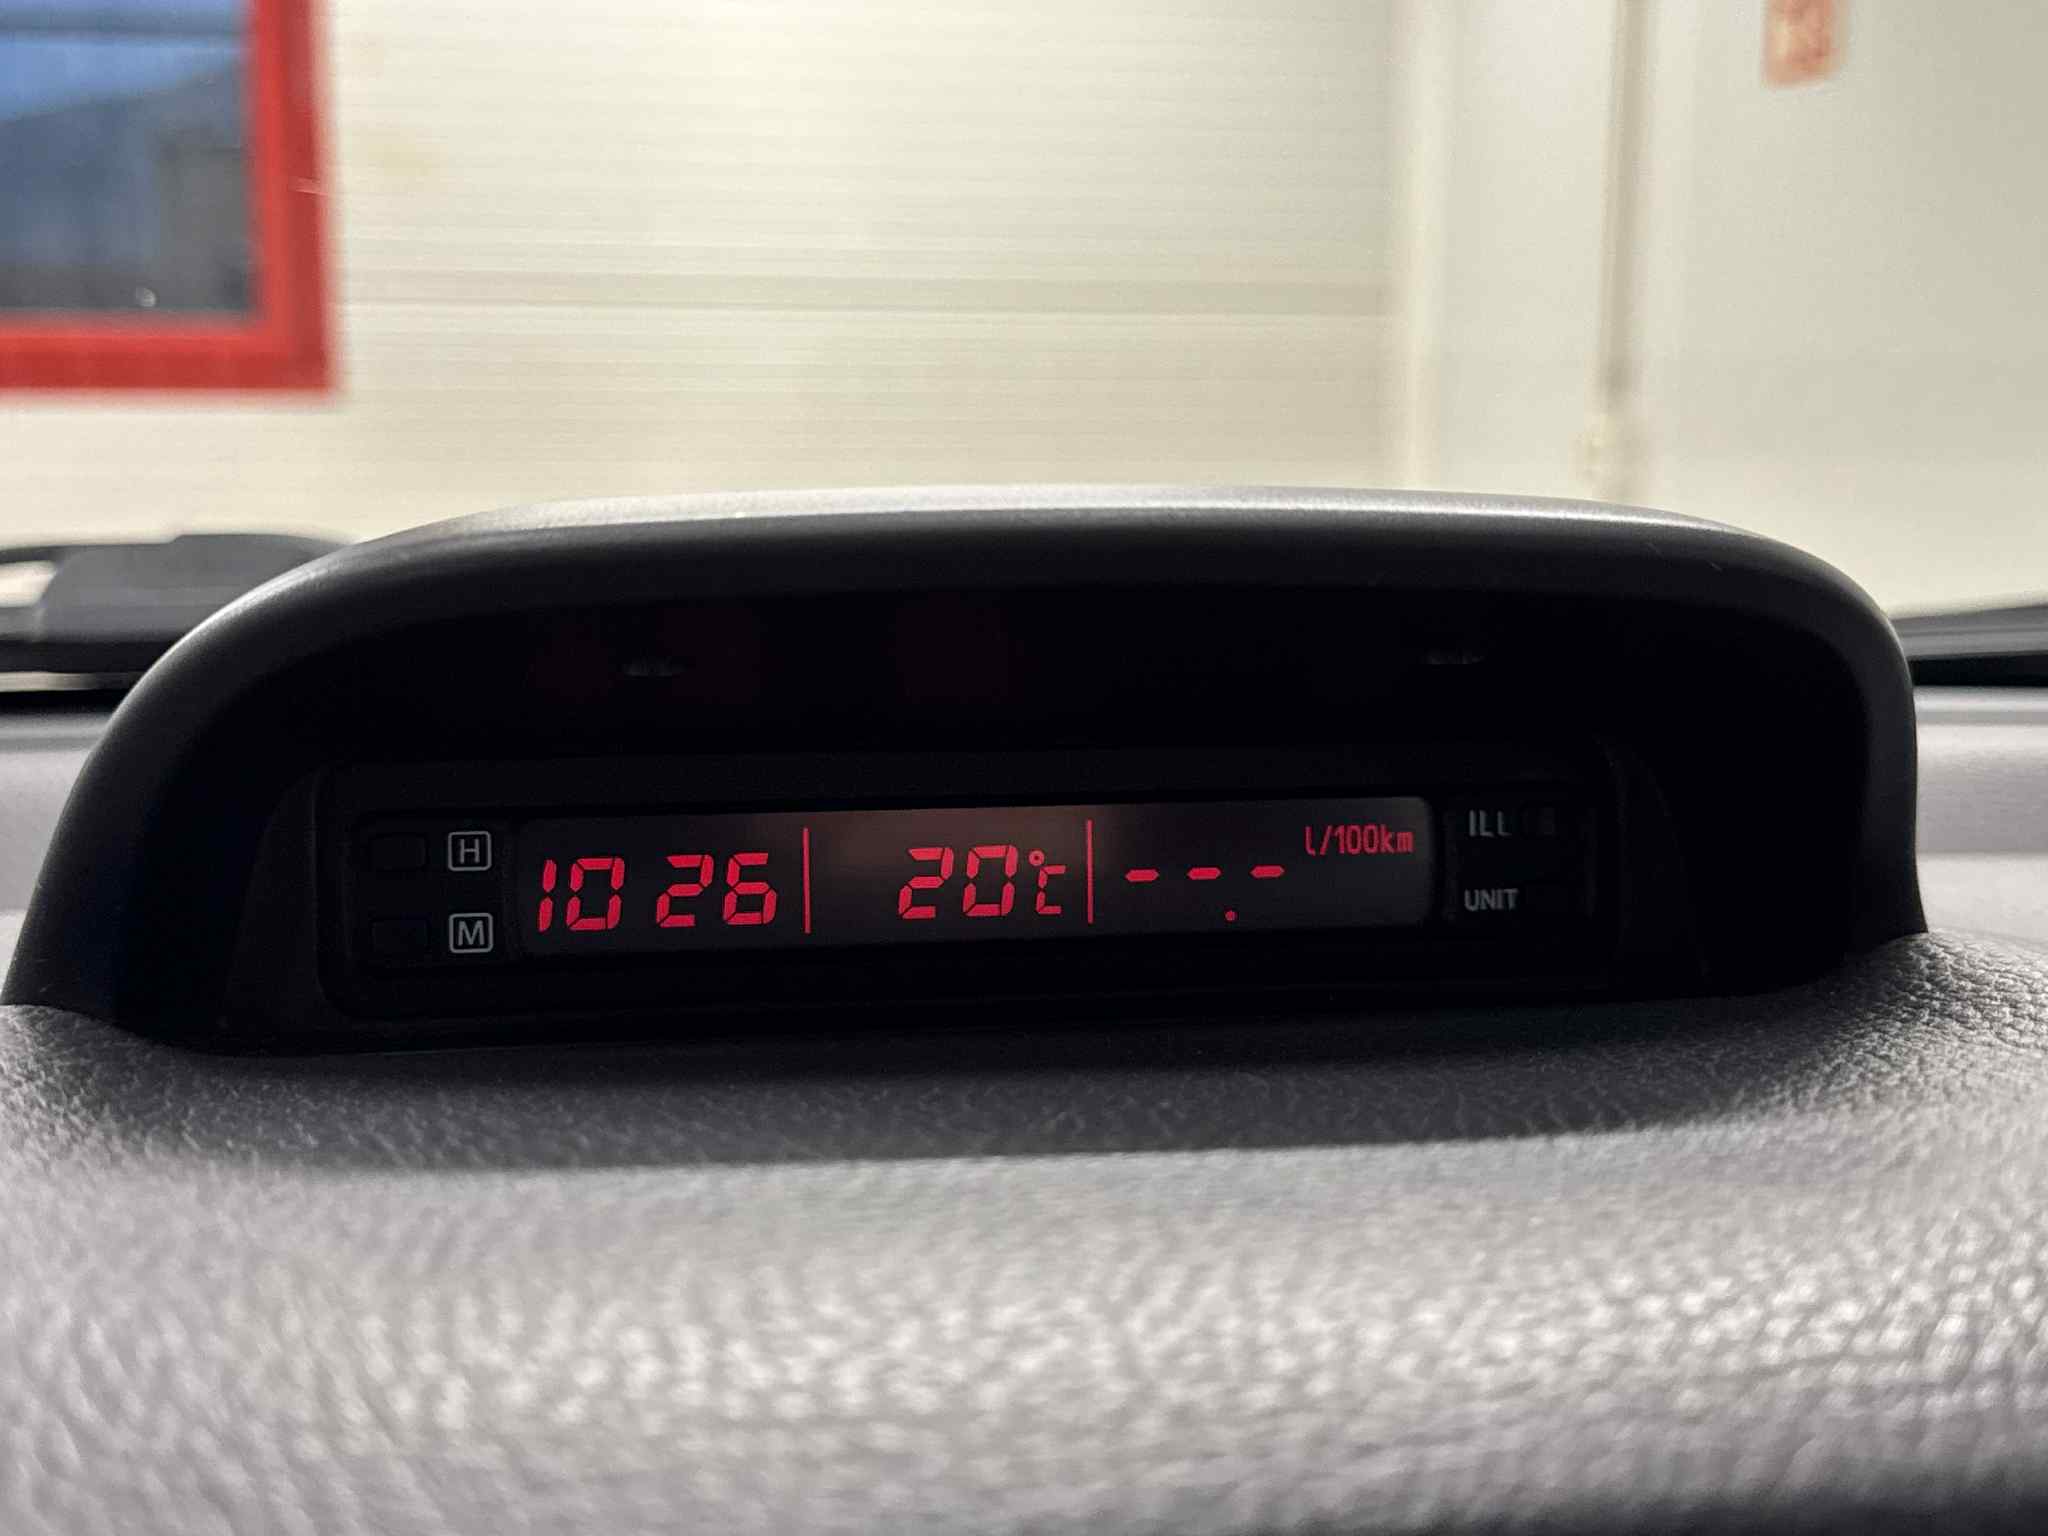 H
M
10 26
20°C
---.
l/100km
ILL
UNIT